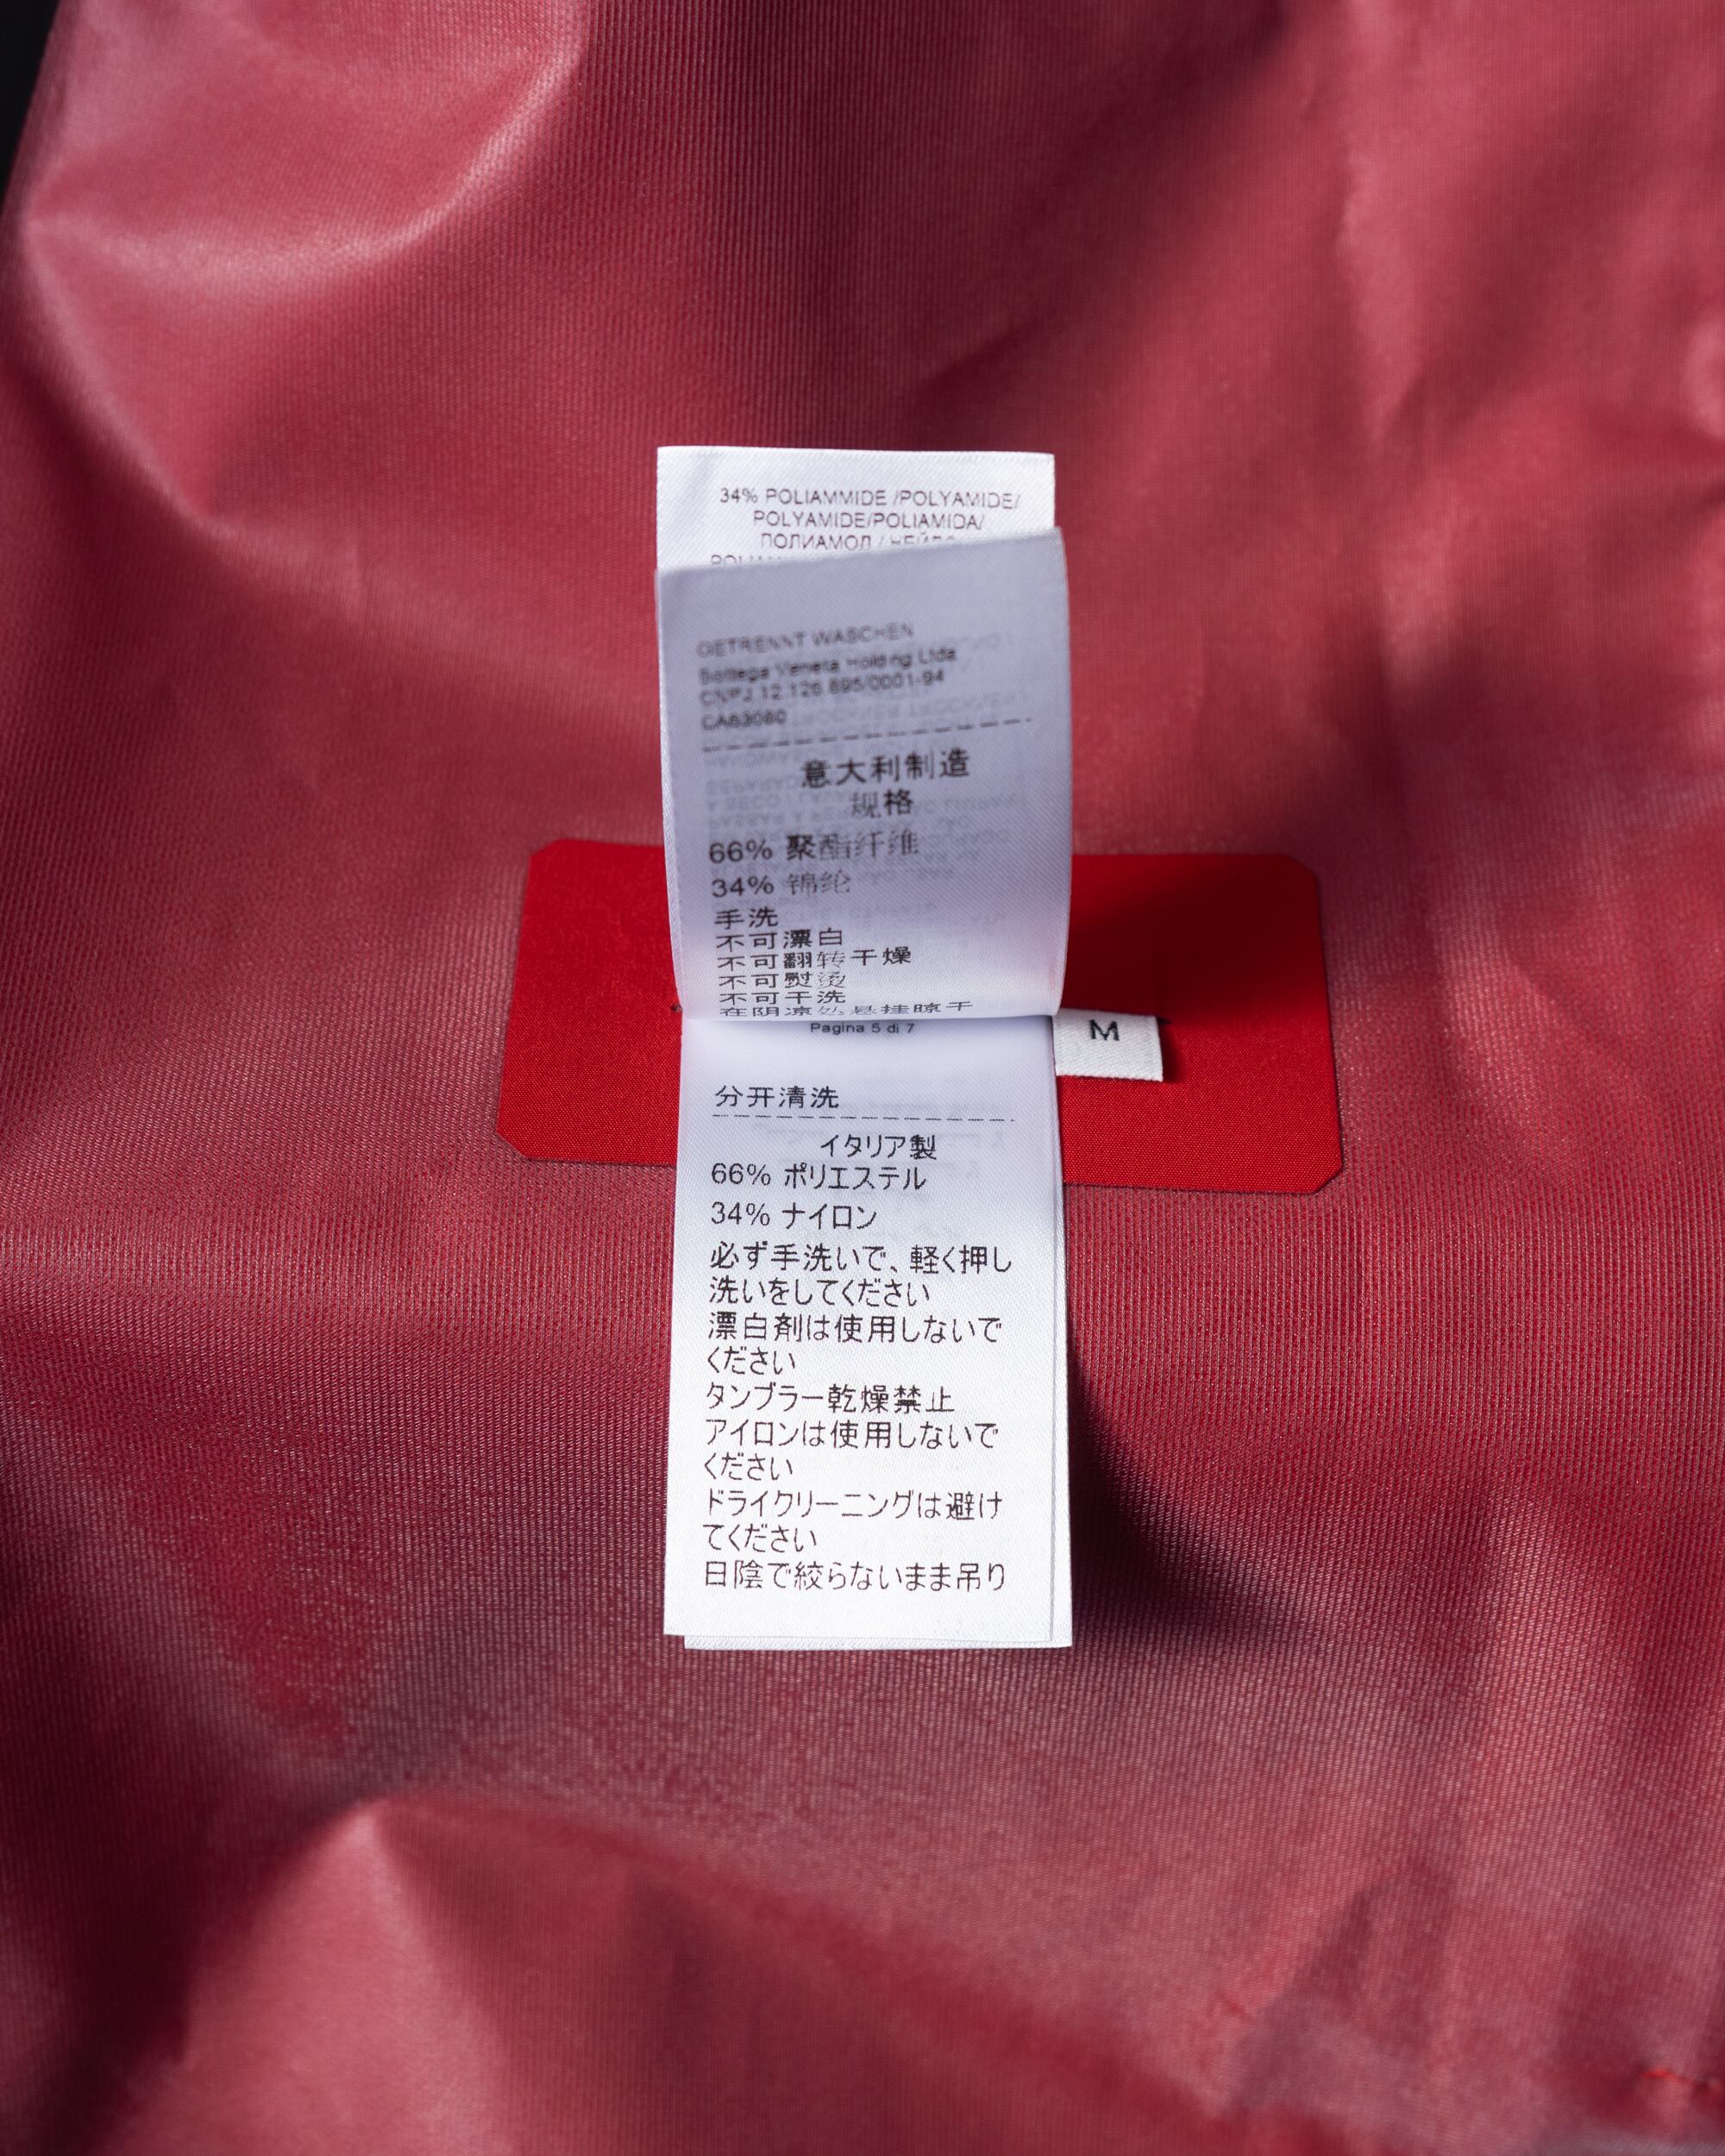 34% POLIAMMIDE /POLYAMIDE/
POLYAMIDE/POLIAMIDA/
GETRENNT WASCHEN
Bottega Veneta Holding Ltda
CNPJ 12.126.895/0001-94
意大利制造
规格
66% 聚酯纤维
34% 锦纶
手洗
不可漂白
不可翻转干燥
不可熨烫
不可干洗
在阴凉处悬挂晾干
Pagina 5 di 7
M
分开清洗
イタリア製
66% ポリエステル
34% ナイロン
必ず手洗いで、軽く押し
洗いをしてください
漂白剤は使用しないで
ください
タンブラー乾燥禁止
アイロンは使用しないで
ください
ドライクリーニングは避け
てください
日陰で絞らないまま吊り